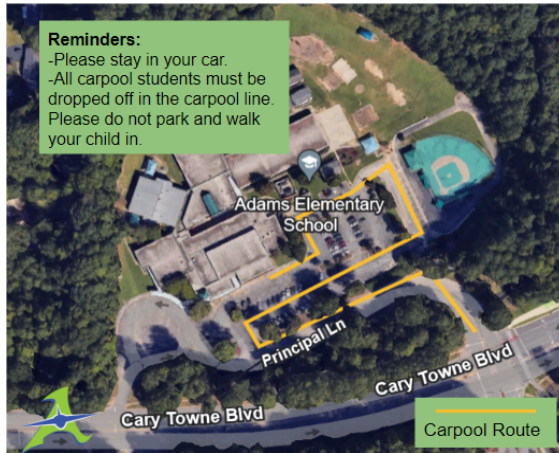 Reminders:
-Please stay in your car.
-All carpool students must be
dropped off in the carpool line.
Please do not park and walk
your child in.
Adams Elementary
School
Principal Ln
Cary Towne Blvd
Cary Towne Blvd
Carpool Route